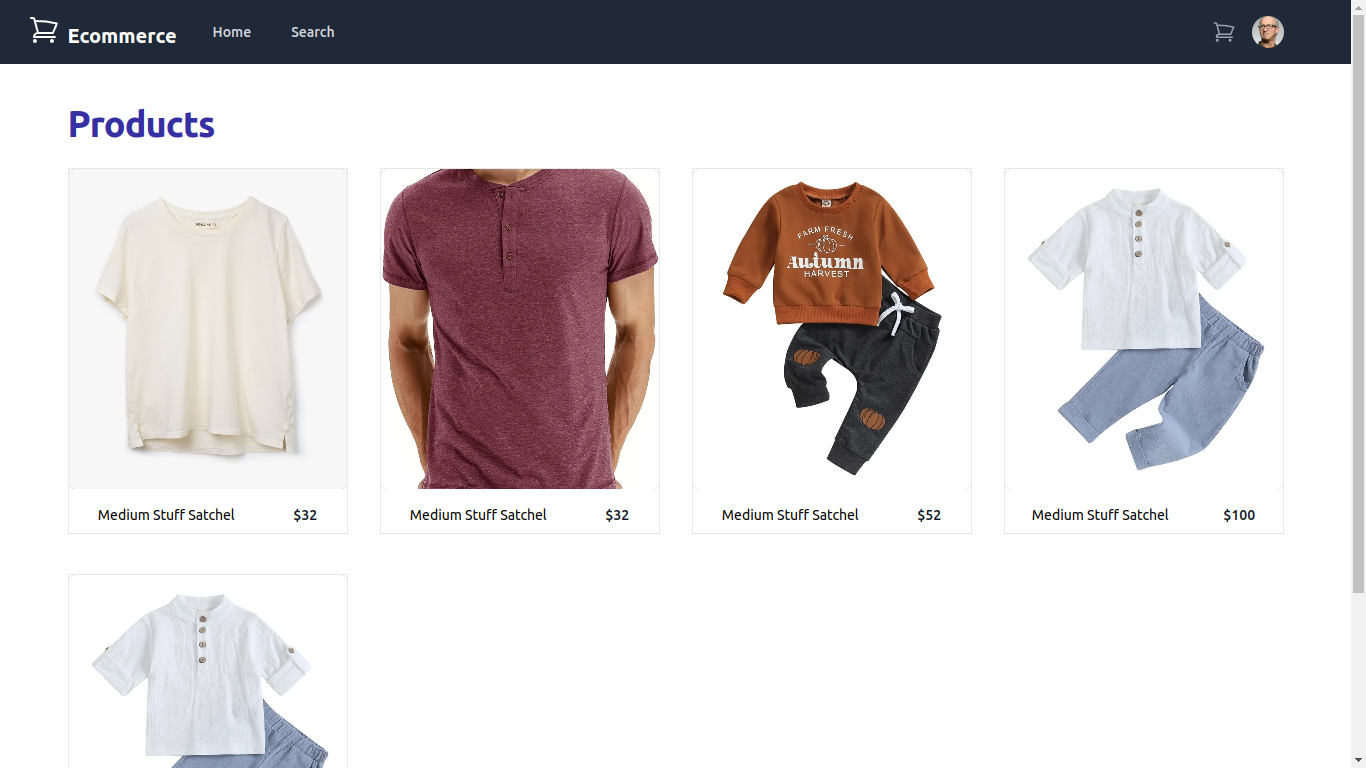 Ecommerce Home Search
Products
FARM FRESH
Autumn
HARVEST
Medium Stuff Satchel $32
Medium Stuff Satchel $32
Medium Stuff Satchel $52
Medium Stuff Satchel $100